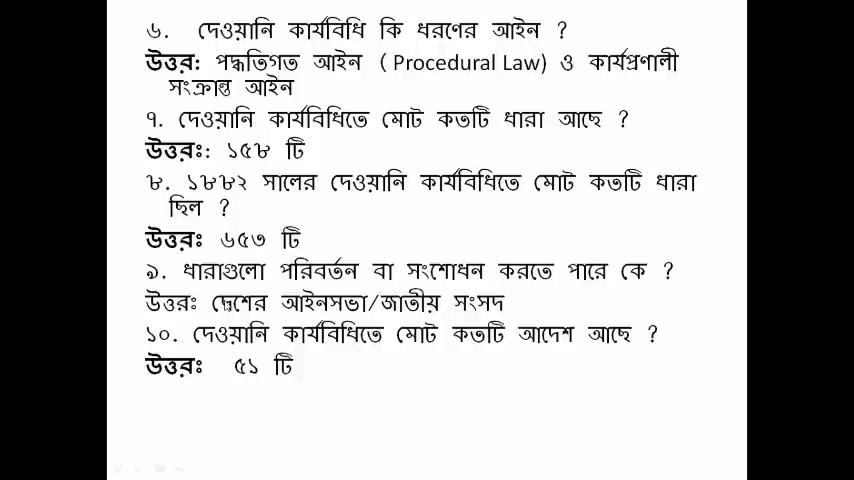 ৬. দেওয়ানি কার্যবিধি কি ধরণের আইন ?
উত্তর: পদ্ধতিগত আইন ( Procedural Law) ও কার্যপ্রণালী
সংক্রান্ত আইন
৭. দেওয়ানি কার্যবিধিতে মোট কতটি ধারা আছে ?
উত্তরঃ: ১৫৮ টি
৮. ১৮৮২ সালের দেওয়ানি কার্যবিধিতে মোট কতটি ধারা
ছিল ?
উত্তরঃ ৬৫৩ টি
৯. ধারাগুলো পরিবর্তন বা সংশোধন করতে পারে কে ?
উত্তরঃ দেশের আইনসভা/জাতীয় সংসদ
১০. দেওয়ানি কার্যবিধিতে মোট কতটি আদেশ আছে ?
উত্তরঃ ৫১ টি